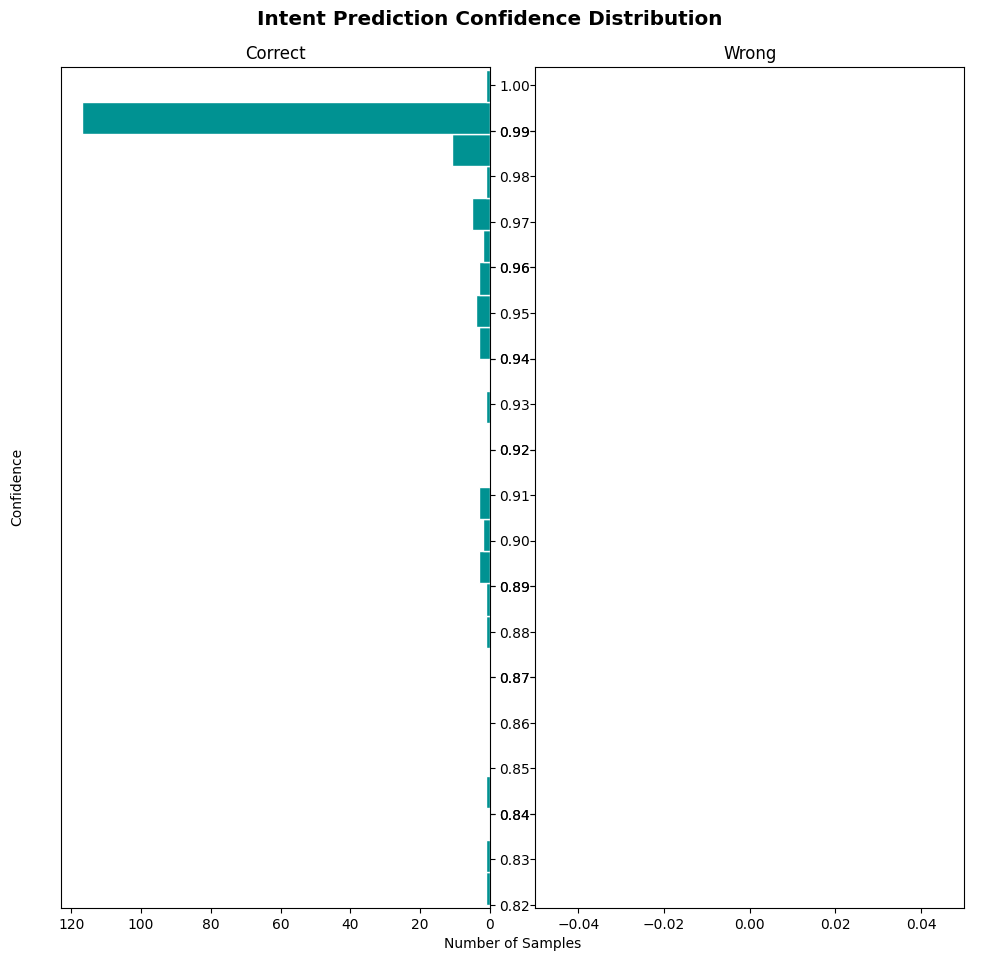 Intent Prediction Confidence Distribution
Correct
Wrong
1.00
0.99
0.98
0.97
0.96
0.95
0.94
0.93
0.92
0.91
0.90
0.89
0.88
0.87
0.86
0.85
0.84
0.83
0.82
Confidence
120 100 80 60 40 20 0
−0.04 −0.02 0.00 0.02 0.04
Number of Samples